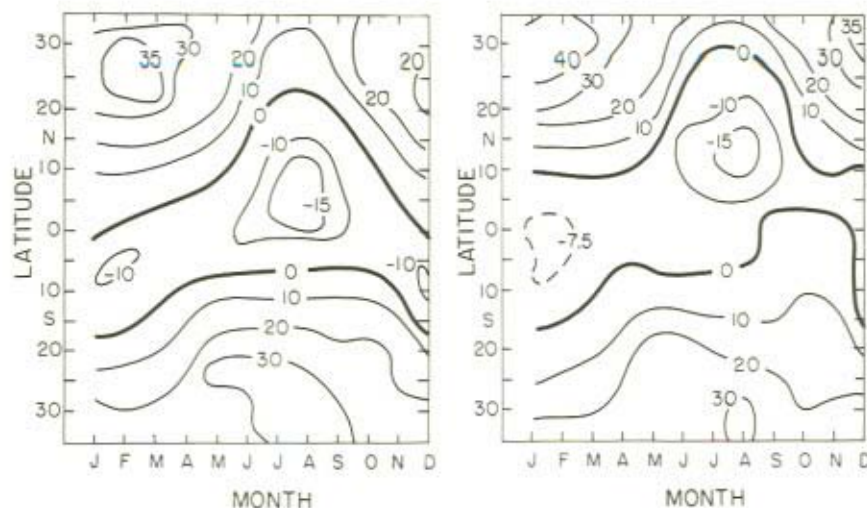 30 35 30 20 20
20 10
20 0 20
N -10
10
-15
LATITUDE
0
-10 -10
0
10 10
S
20
20
30
30
J F M A M J J A S O N D
MONTH
30 40 30 20 10 0 35 30
20 20
N -10 10
-15
10
LATITUDE
0 -7.5
0
10
S 10
20 20
30 30
J F M A M J J A S O N D
MONTH